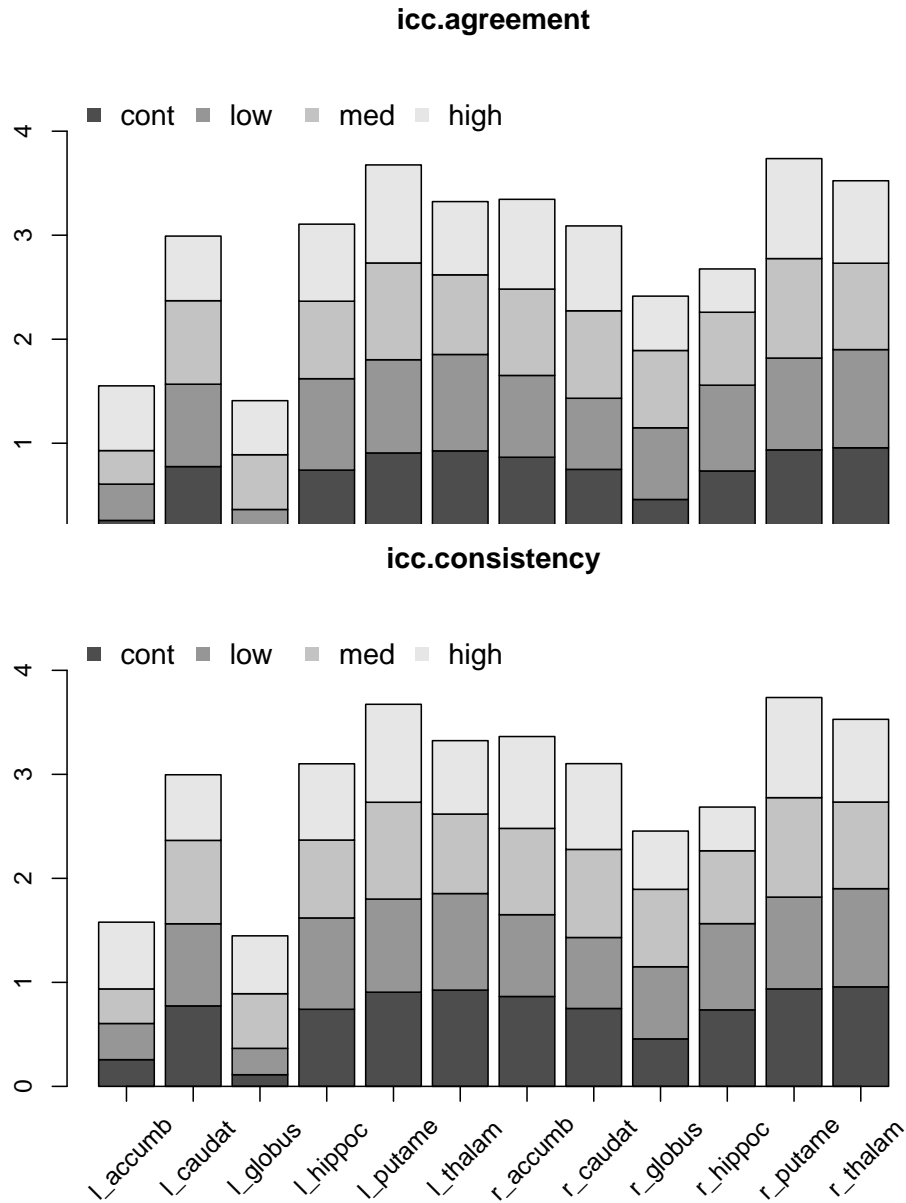 icc.agreement
cont low med high
4
3
2
1
icc.consistency
cont low med high
4
3
2
1
0
l_accumb l_caudat l_globus l_hippoc l_putame l_thalam r_accumb r_caudat r_globus r_hippoc r_putame r_thalam